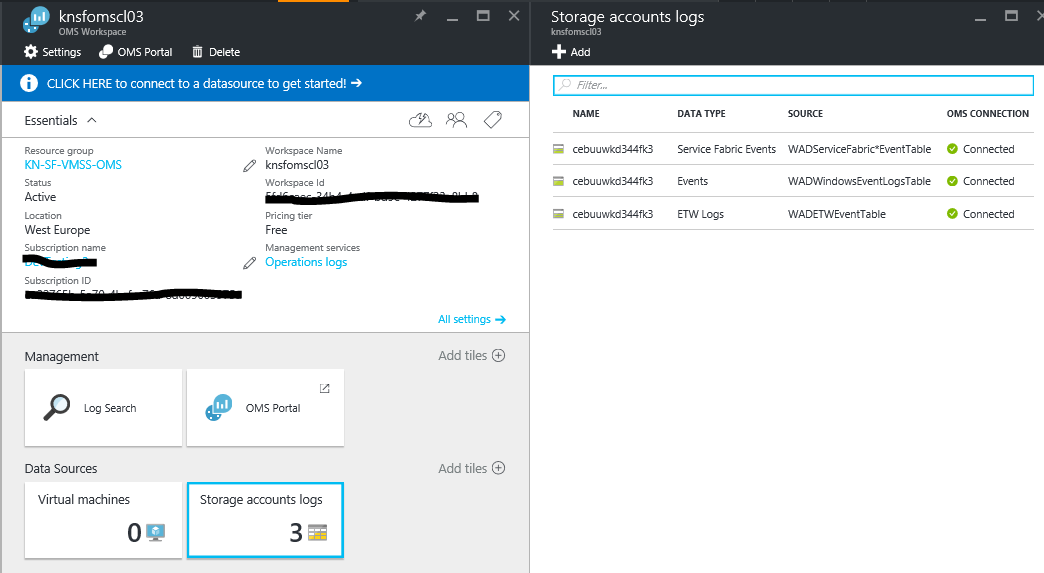 knsfomscl03
OMS Workspace
Settings
OMS Portal
Delete
CLICK HERE to connect to a datasource to get started!
Essentials
Resource group
KN-SF-VMSS-OMS
Status
Active
Location
West Europe
Subscription name
Subscription ID
Workspace Name
knsfomscl03
Workspace Id
Pricing tier
Free
Management services
Operations logs
All settings
Management
Add tiles
Log Search
OMS Portal
Data Sources
Add tiles
Virtual machines
0
Storage accounts logs
3
Storage accounts logs
knsfomscl03
Add
Filter...
NAME DATA TYPE SOURCE OMS CONNECTION
cebuuwkd344fk3 Service Fabric Events WADServiceFabric*EventTable Connected
cebuuwkd344fk3 Events WADWindowsEventLogsTable Connected
cebuuwkd344fk3 ETW Logs WADETWEventTable Connected